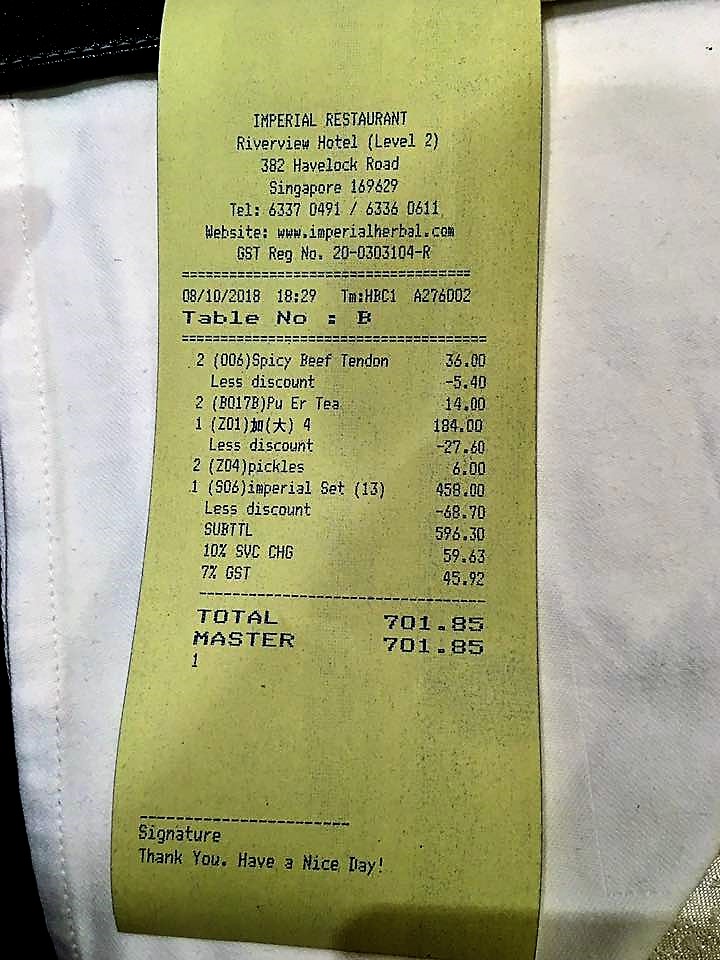 IMPERIAL RESTAURANT
Riverview Hotel (Level 2)
382 Havelock Road
Singapore 169629
Tel: 6337 0491 / 6336 0611
Website: www.imperialherbal.com
GST Reg No. 20-0303104-R
08/10/2018 18:29 Tm:HBC1 A276002
Table No : B
2 (006)Spicy Beef Tendon 36.00
Less discount -5.40
2 (BQ17B)Pu Er Tea 14.00
1 (Z01)加(大) 4 184.00
Less discount -27.60
2 (Z04)pickles 6.00
1 (S06)imperial Set (13) 458.00
Less discount -68.70
SUBTTL 596.30
10% SVC CHG 59.63
7% GST 45.92
TOTAL 701.85
MASTER 701.85
1
Signature
Thank You. Have a Nice Day!